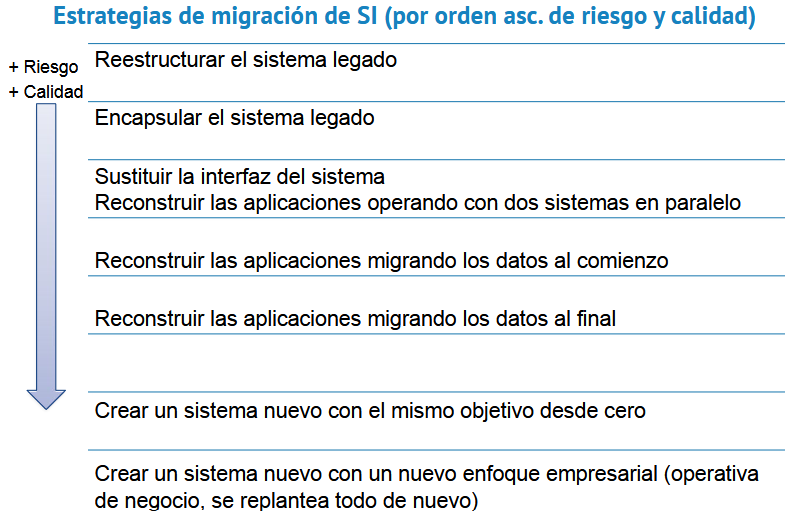 Estrategias de migración de SI (por orden asc. de riesgo y calidad)
+ Riesgo
+ Calidad
Reestructurar el sistema legado
Encapsular el sistema legado
Sustituir la interfaz del sistema
Reconstruir las aplicaciones operando con dos sistemas en paralelo
Reconstruir las aplicaciones migrando los datos al comienzo
Reconstruir las aplicaciones migrando los datos al final
Crear un sistema nuevo con el mismo objetivo desde cero
Crear un sistema nuevo con un nuevo enfoque empresarial (operativa
de negocio, se replantea todo de nuevo)